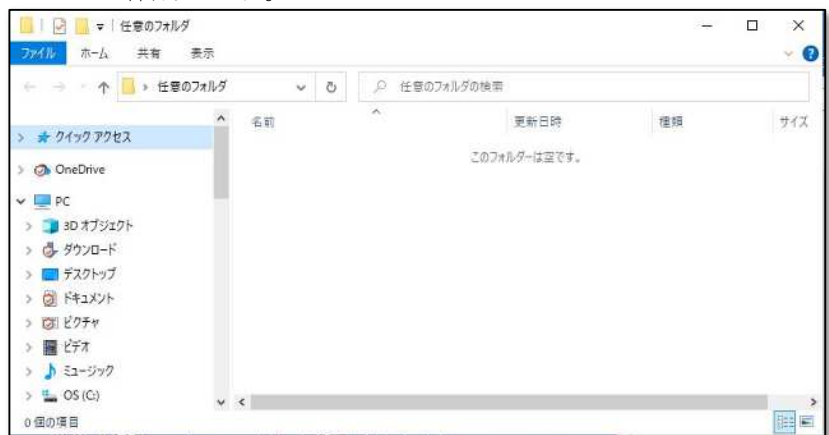 任意のフォルダ
ファイル ホーム 共有 表示
任意のフォルダ 任意のフォルダの検索
名前 更新日時 種類 サイズ
クイック アクセス
このフォルダーは空です。
OneDrive
PC
3D オブジェクト
ダウンロード
デスクトップ
ドキュメント
ピクチャ
ビデオ
ミュージック
OS (C:)
0 個の項目